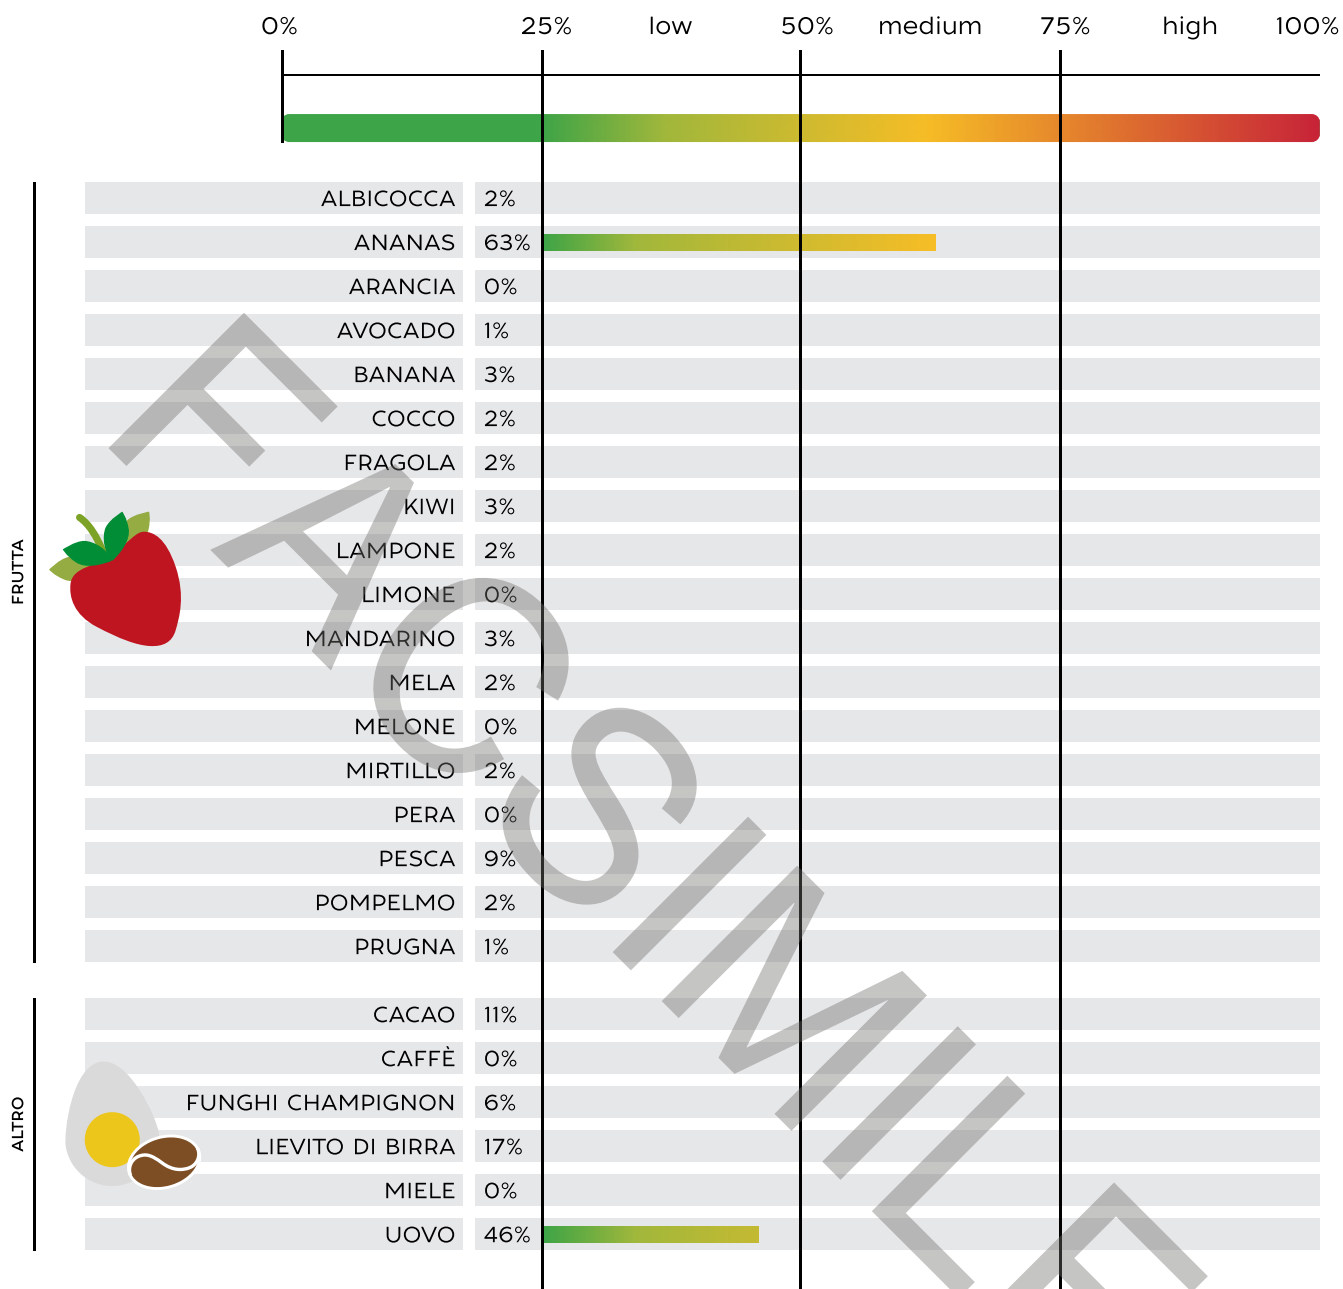 0% 25% low 50% medium 75% high 100%
FRUTTA
ALBICOCCA 2%
ANANAS 63%
ARANCIA 0%
AVOCADO 1%
BANANA 3%
COCCO 2%
FRAGOLA 2%
KIWI 3%
LAMPONE 2%
LIMONE 0%
MANDARINO 3%
MELA 2%
MELONE 0%
MIRTILLO 2%
PERA 0%
PESCA 9%
POMPELMO 2%
PRUGNA 1%
ALTRO
CACAO 11%
CAFFÈ 0%
FUNGHI CHAMPIGNON 6%
LIEVITO DI BIRRA 17%
MIELE 0%
UOVO 46%
FACSIMILE